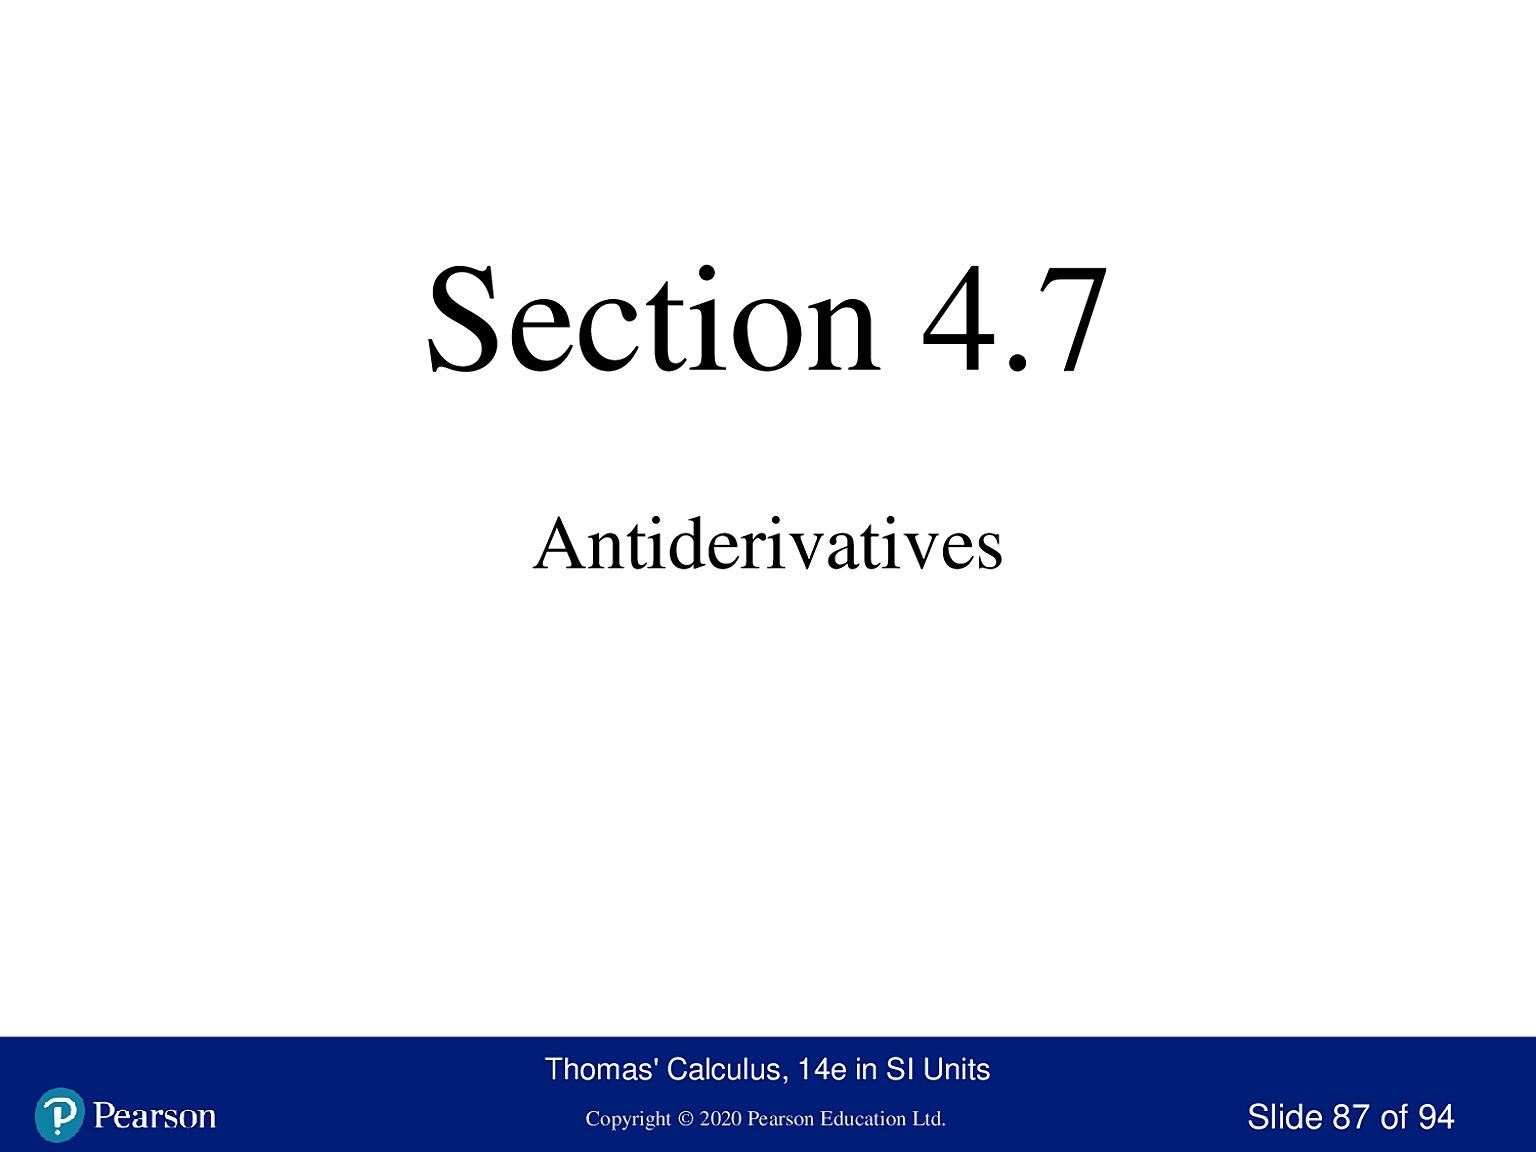 Section 4.7
Antiderivatives
Thomas' Calculus, 14e in SI Units
Pearson
Copyright © 2020 Pearson Education Ltd.
Slide 87 of 94